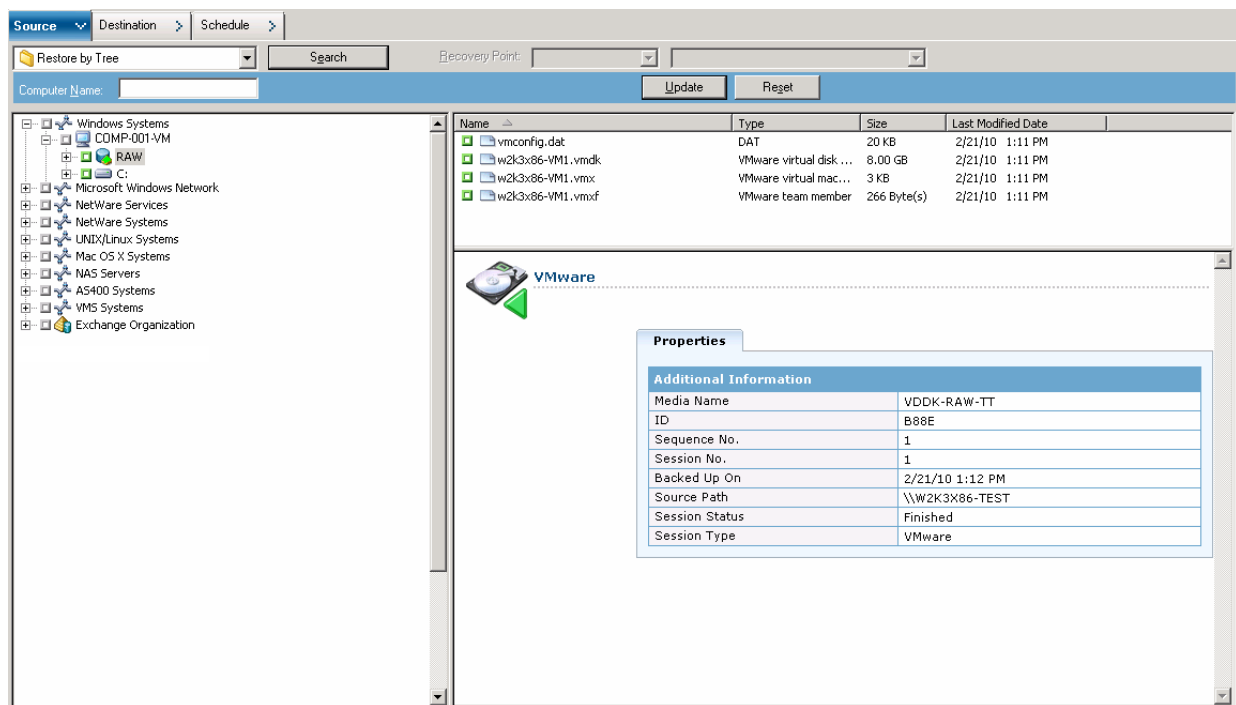 Source Destination Schedule
Restore by Tree Search Recovery Point:
Computer Name: Update Reset
Windows Systems
COMP-001-VM
RAW
C:
Microsoft Windows Network
NetWare Services
NetWare Systems
UNIX/Linux Systems
Mac OS X Systems
NAS Servers
AS400 Systems
VMS Systems
Exchange Organization
Name Type Size Last Modified Date
vmconfig.dat DAT 20 KB 2/21/10 1:11 PM
w2k3x86-VM1.vmdk VMware virtual disk ... 8.00 GB 2/21/10 1:11 PM
w2k3x86-VM1.vmx VMware virtual mac... 3 KB 2/21/10 1:11 PM
w2k3x86-VM1.vmxf VMware team member 266 Byte(s) 2/21/10 1:11 PM
VMware
Properties
Additional Information
Media Name VDDK-RAW-TT
ID B88E
Sequence No. 1
Session No. 1
Backed Up On 2/21/10 1:12 PM
Source Path \\W2K3X86-TEST
Session Status Finished
Session Type VMware